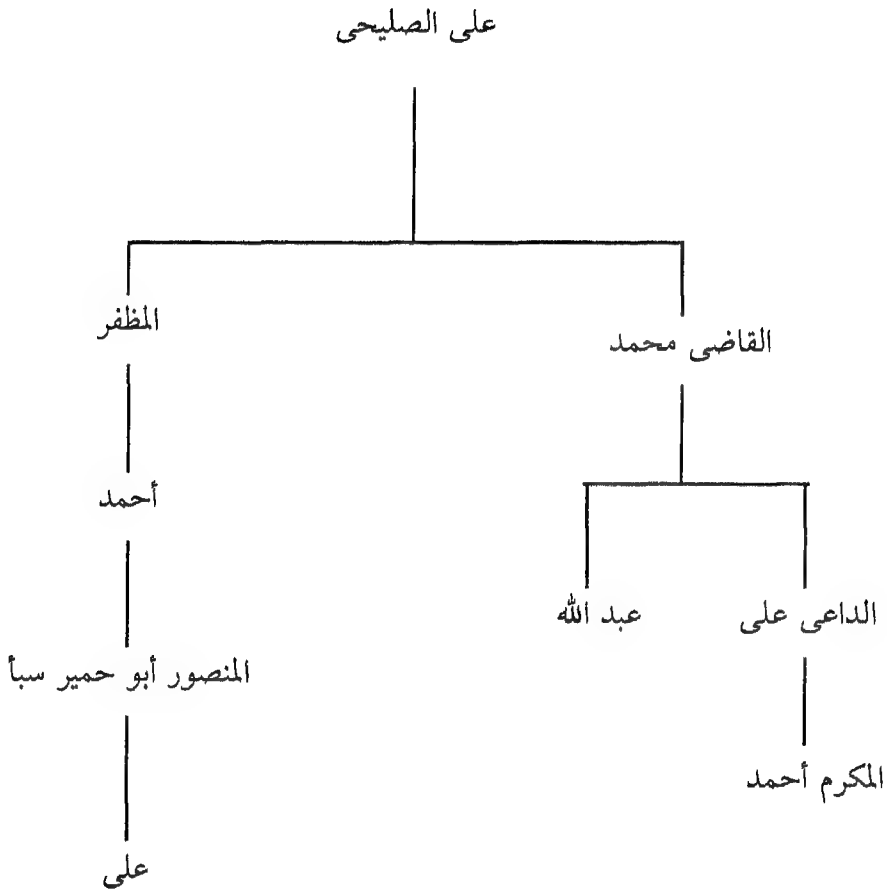 على الصليحى
المظفر
القاضى محمد
أحمد
عبد الله
الداعى على
المنصور أبو حمير سبأ
المكرم أحمد
على